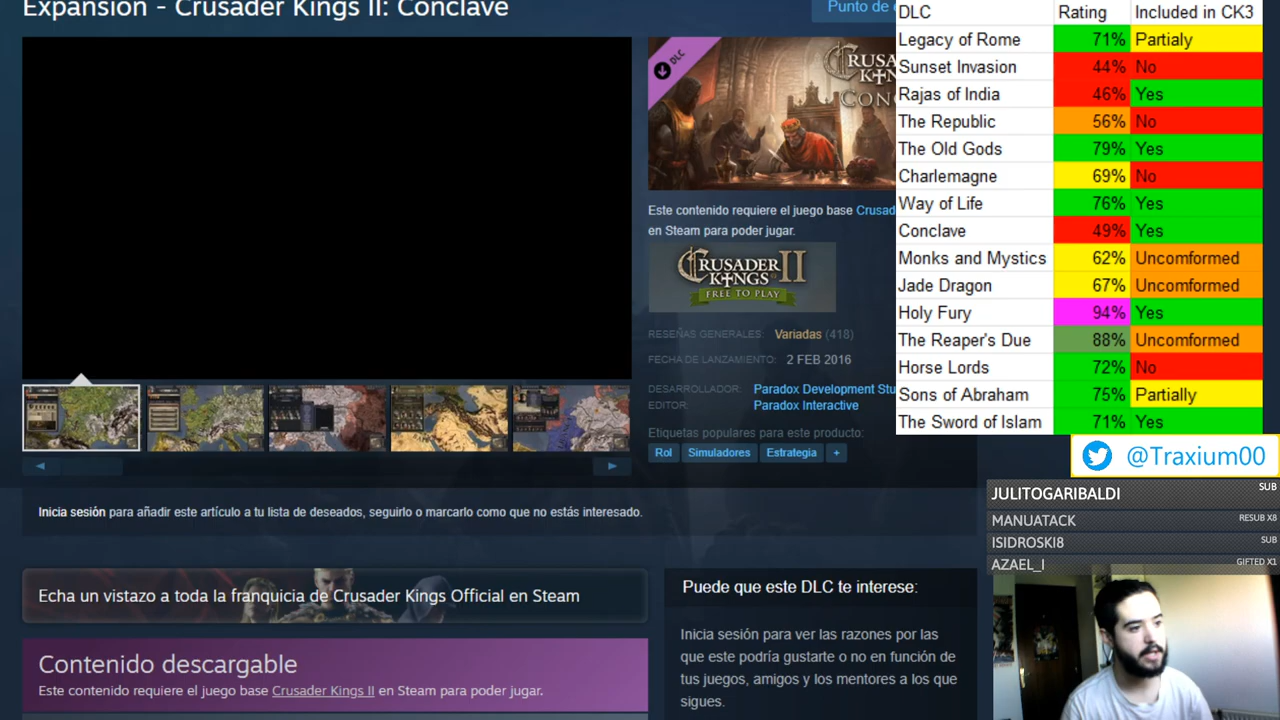 Expansión - Crusader Kings II: Conclave
Punto de
DLC
CRUSA
KIN
CON
Este contenido requiere el juego base Crusad
en Steam para poder jugar.
CRUSADER
KINGS II
FREE TO PLAY
RESEÑAS GENERALES: Variadas (418)
FECHA DE LANZAMIENTO: 2 FEB 2016
DESARROLLADOR: Paradox Development Stu
EDITOR: Paradox Interactive
Etiquetas populares para este producto:
Rol Simuladores Estrategia +
DLC Rating Included in CK3
Legacy of Rome 71% Partialy
Sunset Invasion 44% No
Rajas of India 46% Yes
The Republic 56% No
The Old Gods 79% Yes
Charlemagne 69% No
Way of Life 76% Yes
Conclave 49% Yes
Monks and Mystics 62% Uncomformed
Jade Dragon 67% Uncomformed
Holy Fury 94% Yes
The Reaper's Due 88% Uncomformed
Horse Lords 72% No
Sons of Abraham 75% Partially
The Sword of Islam 71% Yes
@Traxium00
JULITOGARIBALDI SUB
MANUATACK RESUB X8
ISIDROSKI8 SUB
AZAEL_I GIFTED X1
Inicia sesión para añadir este artículo a tu lista de deseados, seguirlo o marcarlo como que no estás interesado.
Echa un vistazo a toda la franquicia de Crusader Kings Official en Steam
Contenido descargable
Este contenido requiere el juego base Crusader Kings II en Steam para poder jugar.
Puede que este DLC te interese:
Inicia sesión para ver las razones por las
que este podría gustarte o no en función de
tus juegos, amigos y los mentores a los que
sigues.